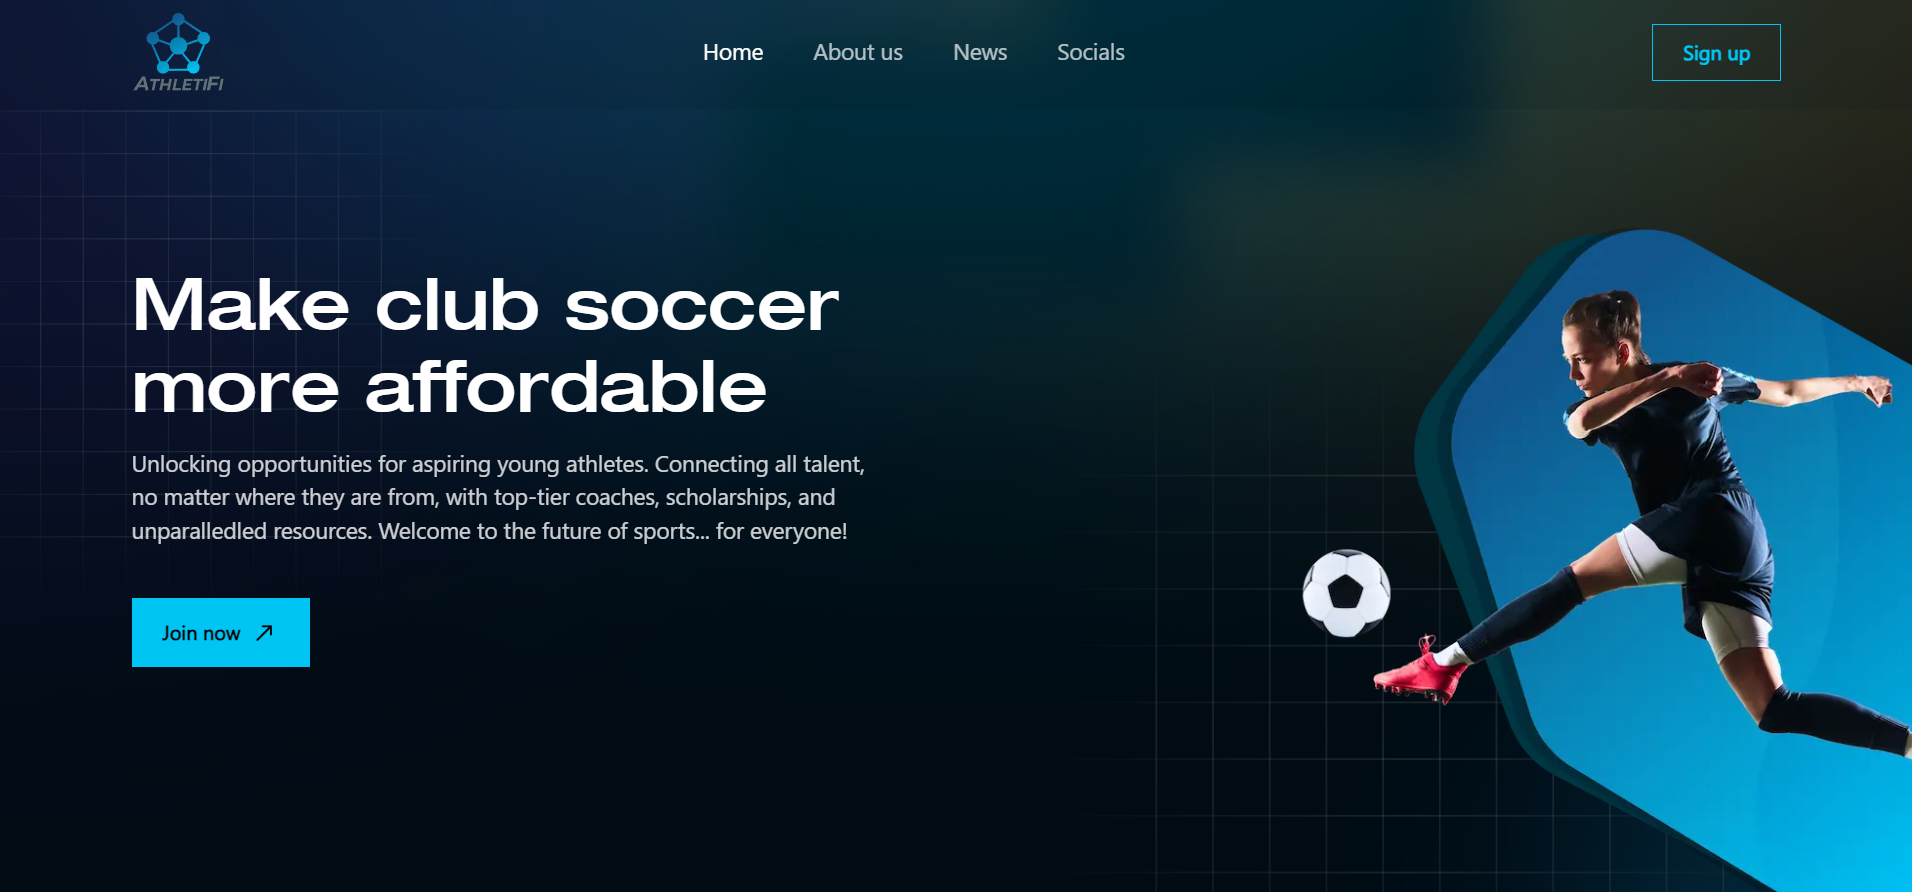 ATHLETIFI
Home
About us
News
Socials
Sign up
Make club soccer
more affordable
Unlocking opportunities for aspiring young athletes. Connecting all talent,
no matter where they are from, with top-tier coaches, scholarships, and
unparalledled resources. Welcome to the future of sports... for everyone!
Join now